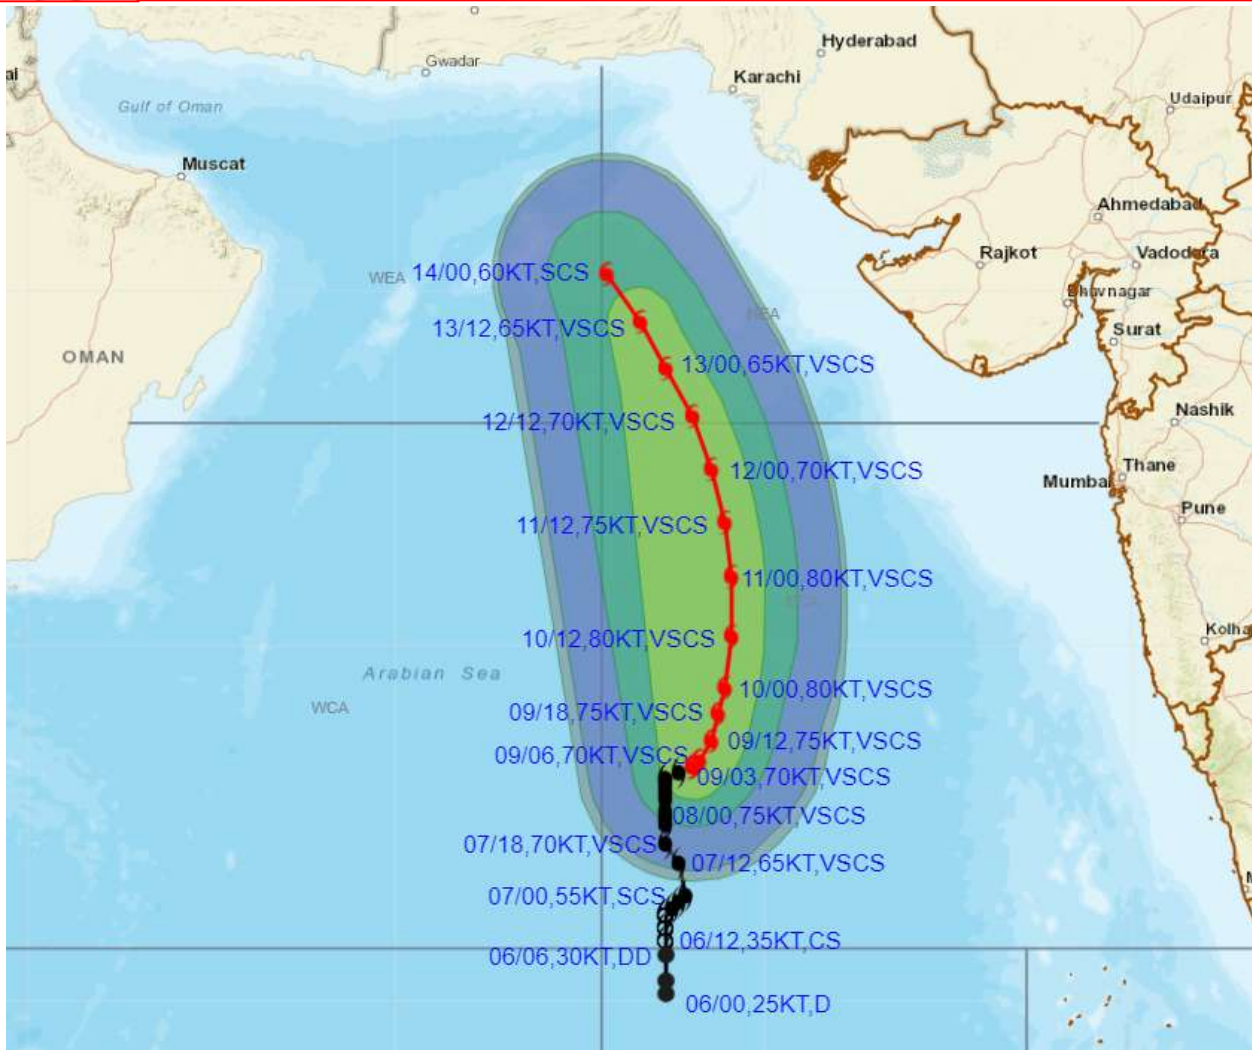 Hyderabad
Gwadar
Karachi
Udaipur
Gulf of Oman
Muscat
Ahmedabad
Rajkot
Vadodara
WEA
14/00,60KT,SCS
Bhavnagar
13/12,65KT,VSCS
Surat
OMAN
13/00,65KT,VSCS
Nashik
12/12,70KT,VSCS
Thane
12/00,70KT,VSCS
Mumbai
Pune
11/12,75KT,VSCS
11/00,80KT,VSCS
Kolha
10/12,80KT,VSCS
Arabian Sea
10/00,80KT,VSCS
WCA
09/18,75KT,VSCS
09/12,75KT,VSCS
09/06,70KT,VSCS
09/03,70KT,VSCS
08/00,75KT,VSCS
07/18,70KT,VSCS
07/12,65KT,VSCS
07/00,55KT,SCS
06/12,35KT,CS
06/06,30KT,DD
06/00,25KT,D